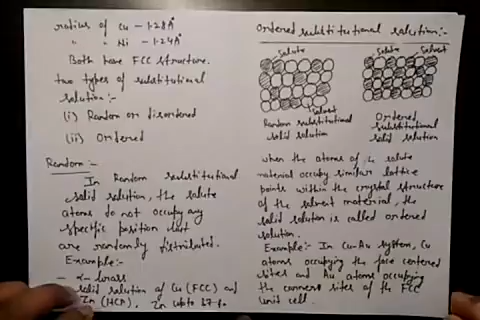 radius of Cu - 1.28A°
" " Ni - 1.24A°
Both have FCC structure.
two types of substitutional
solution:-
(i) Random or disordered
(ii) Ordered
Random:-
In Random substitutional
solid solution, the solute
atoms do not occupy any
specific position but
are randomly distributed.
Example:-
- α-brass
solid solution of Cu (FCC) and
Zn (HCP). Zn upto 37%
Ordered substitutional solution:-
Solute
Solvent
Random substitutional
solid solution
Solute Solvent
Ordered
substitutional
solid solution
when the atoms of solute
material occupy similar lattice
points within the crystal structure
of the solvent material, the
solid solution is called ordered
solution.
Example:- In Cu-Au system, Cu
atoms occupying the face centered
sites and Au atoms occupying
the corner sites of the FCC
unit cell.